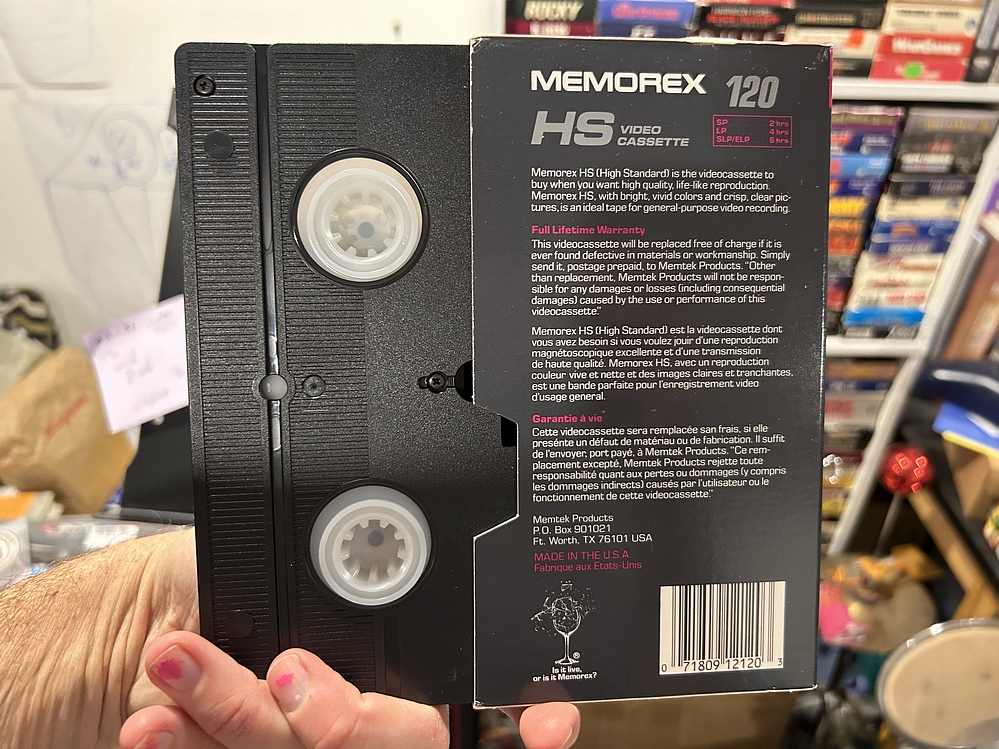 MEMOREX 120
HS VIDEO
CASSETTE
SP 2 hrs
LP 4 hrs
SLP/ELP 6 hrs
Memorex HS (High Standard) is the videocassette to
buy when you want high quality, life-like reproduction.
Memorex HS, with bright, vivid colors and crisp, clear pic-
tures, is an ideal tape for general-purpose video recording.
Full Lifetime Warranty
This videocassette will be replaced free of charge if it is
ever found defective in materials or workmanship. Simply
send it, postage prepaid, to Memtek Products. "Other
than replacement, Memtek Products will not be respon-
sible for any damages or losses (including consequential
damages) caused by the use or performance of this
videocassette."
Memorex HS (High Standard) est la videocassette dont
vous avez besoin si vous voulez jouir d'une reproduction
magnétoscopique excellente et d'une transmission
de haute qualité. Memorex HS, avec un reproduction
couleur vive et nette et des images claires et tranchantes,
est une bande parfaite pour l'enregistrement video
d'usage general.
Garantie à vie
Cette videocassette sera remplacée san frais, si elle
présente un défaut de matériau ou de fabrication. Il suffit
de l'envoyer, port payé, à Memtek Products. "Ce rem-
placement excepté, Memtek Products rejette toute
responsabilité quant aux pertes ou dommages (y compris
les dommages indirects) causés par l'utilisateur ou le
fonctionnement de cette videocassette."
Memtek Products
P.O. Box 901021
Ft. Worth, TX 76101 USA
MADE IN THE U.S.A.
Fabrique aux Etats-Unis
®
Is it live,
or is it Memorex?
0 71809 12120 3
ROCKY
WarGames